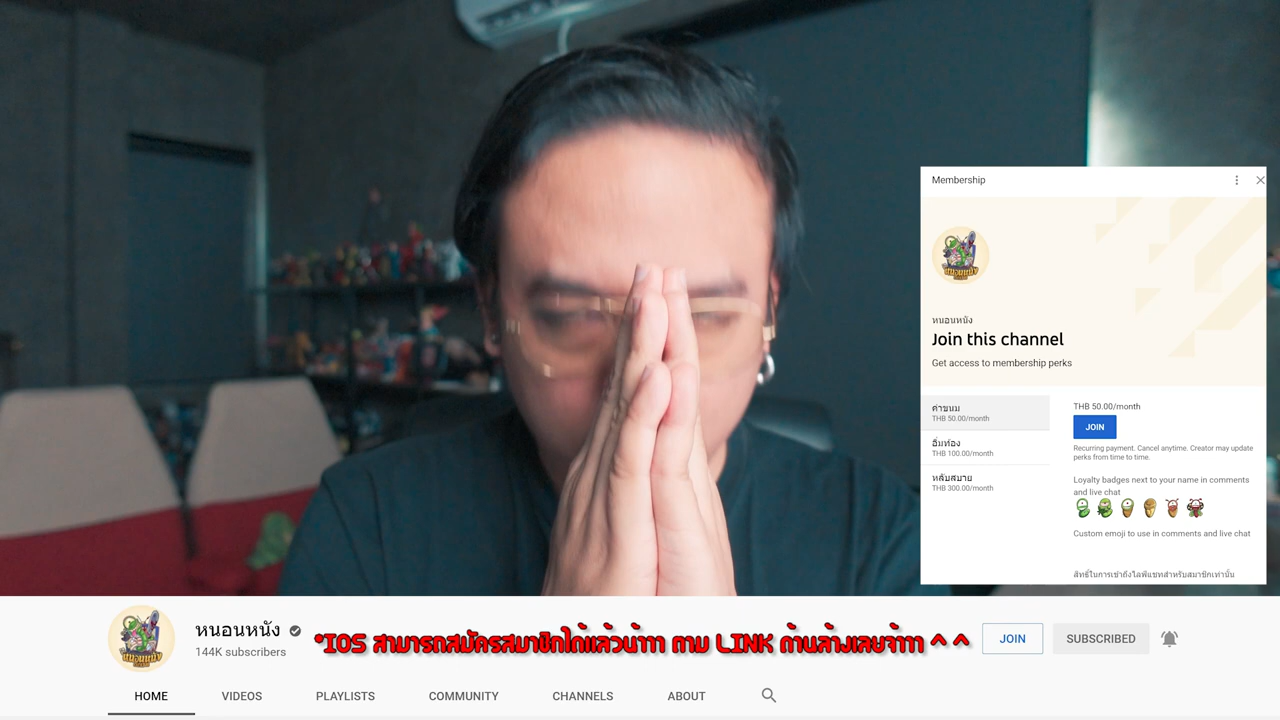 Membership
หนอนหนัง
Join this channel
Get access to membership perks
ค่าขนม
THB 50.00/month
อิ่มท้อง
THB 100.00/month
หลับสบาย
THB 300.00/month
THB 50.00/month
JOIN
Recurring payment. Cancel anytime. Creator may update
perks from time to time.
Loyalty badges next to your name in comments
and live chat
Custom emoji to use in comments and live chat
สิทธิ์ในการเข้าถึงไลฟ์แชทสำหรับสมาชิกเท่านั้น
หนอนหนัง
144K subscribers
*IOS สามารถสมัครสมาชิกได้แล้วน้าาา ตาม LINK ด้านล้างเลยจ้าาา ^ ^
JOIN
SUBSCRIBED
HOME VIDEOS PLAYLISTS COMMUNITY CHANNELS ABOUT